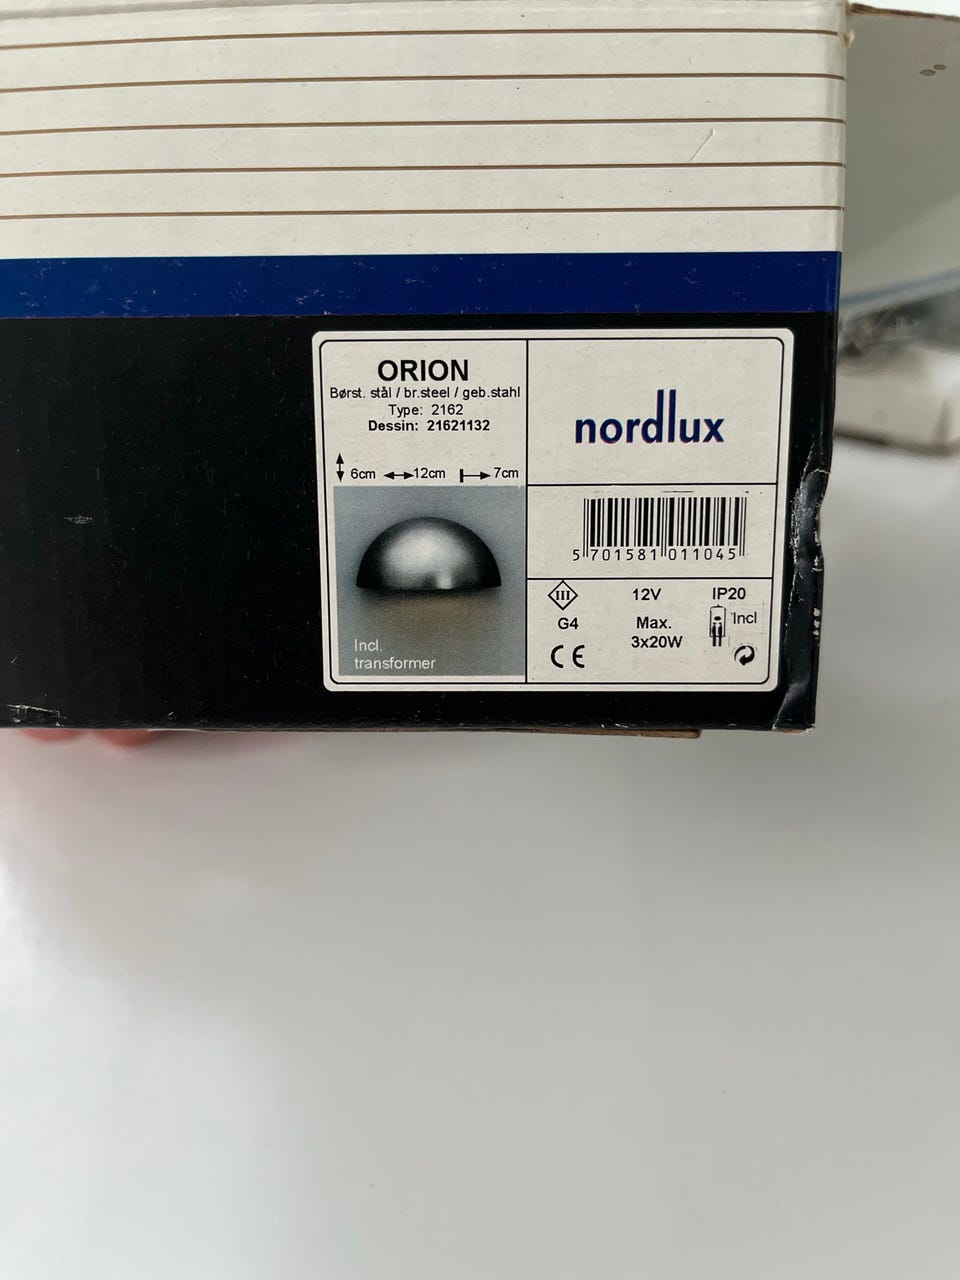 ORION
Børst. stål / br.steel / geb.stahl
Type: 2162
Dessin: 21621132
6cm 12cm 7cm
Incl.
transformer
nordlux
5 701581 011045
III 12V IP20
G4 Max. Incl
3x20W
CE